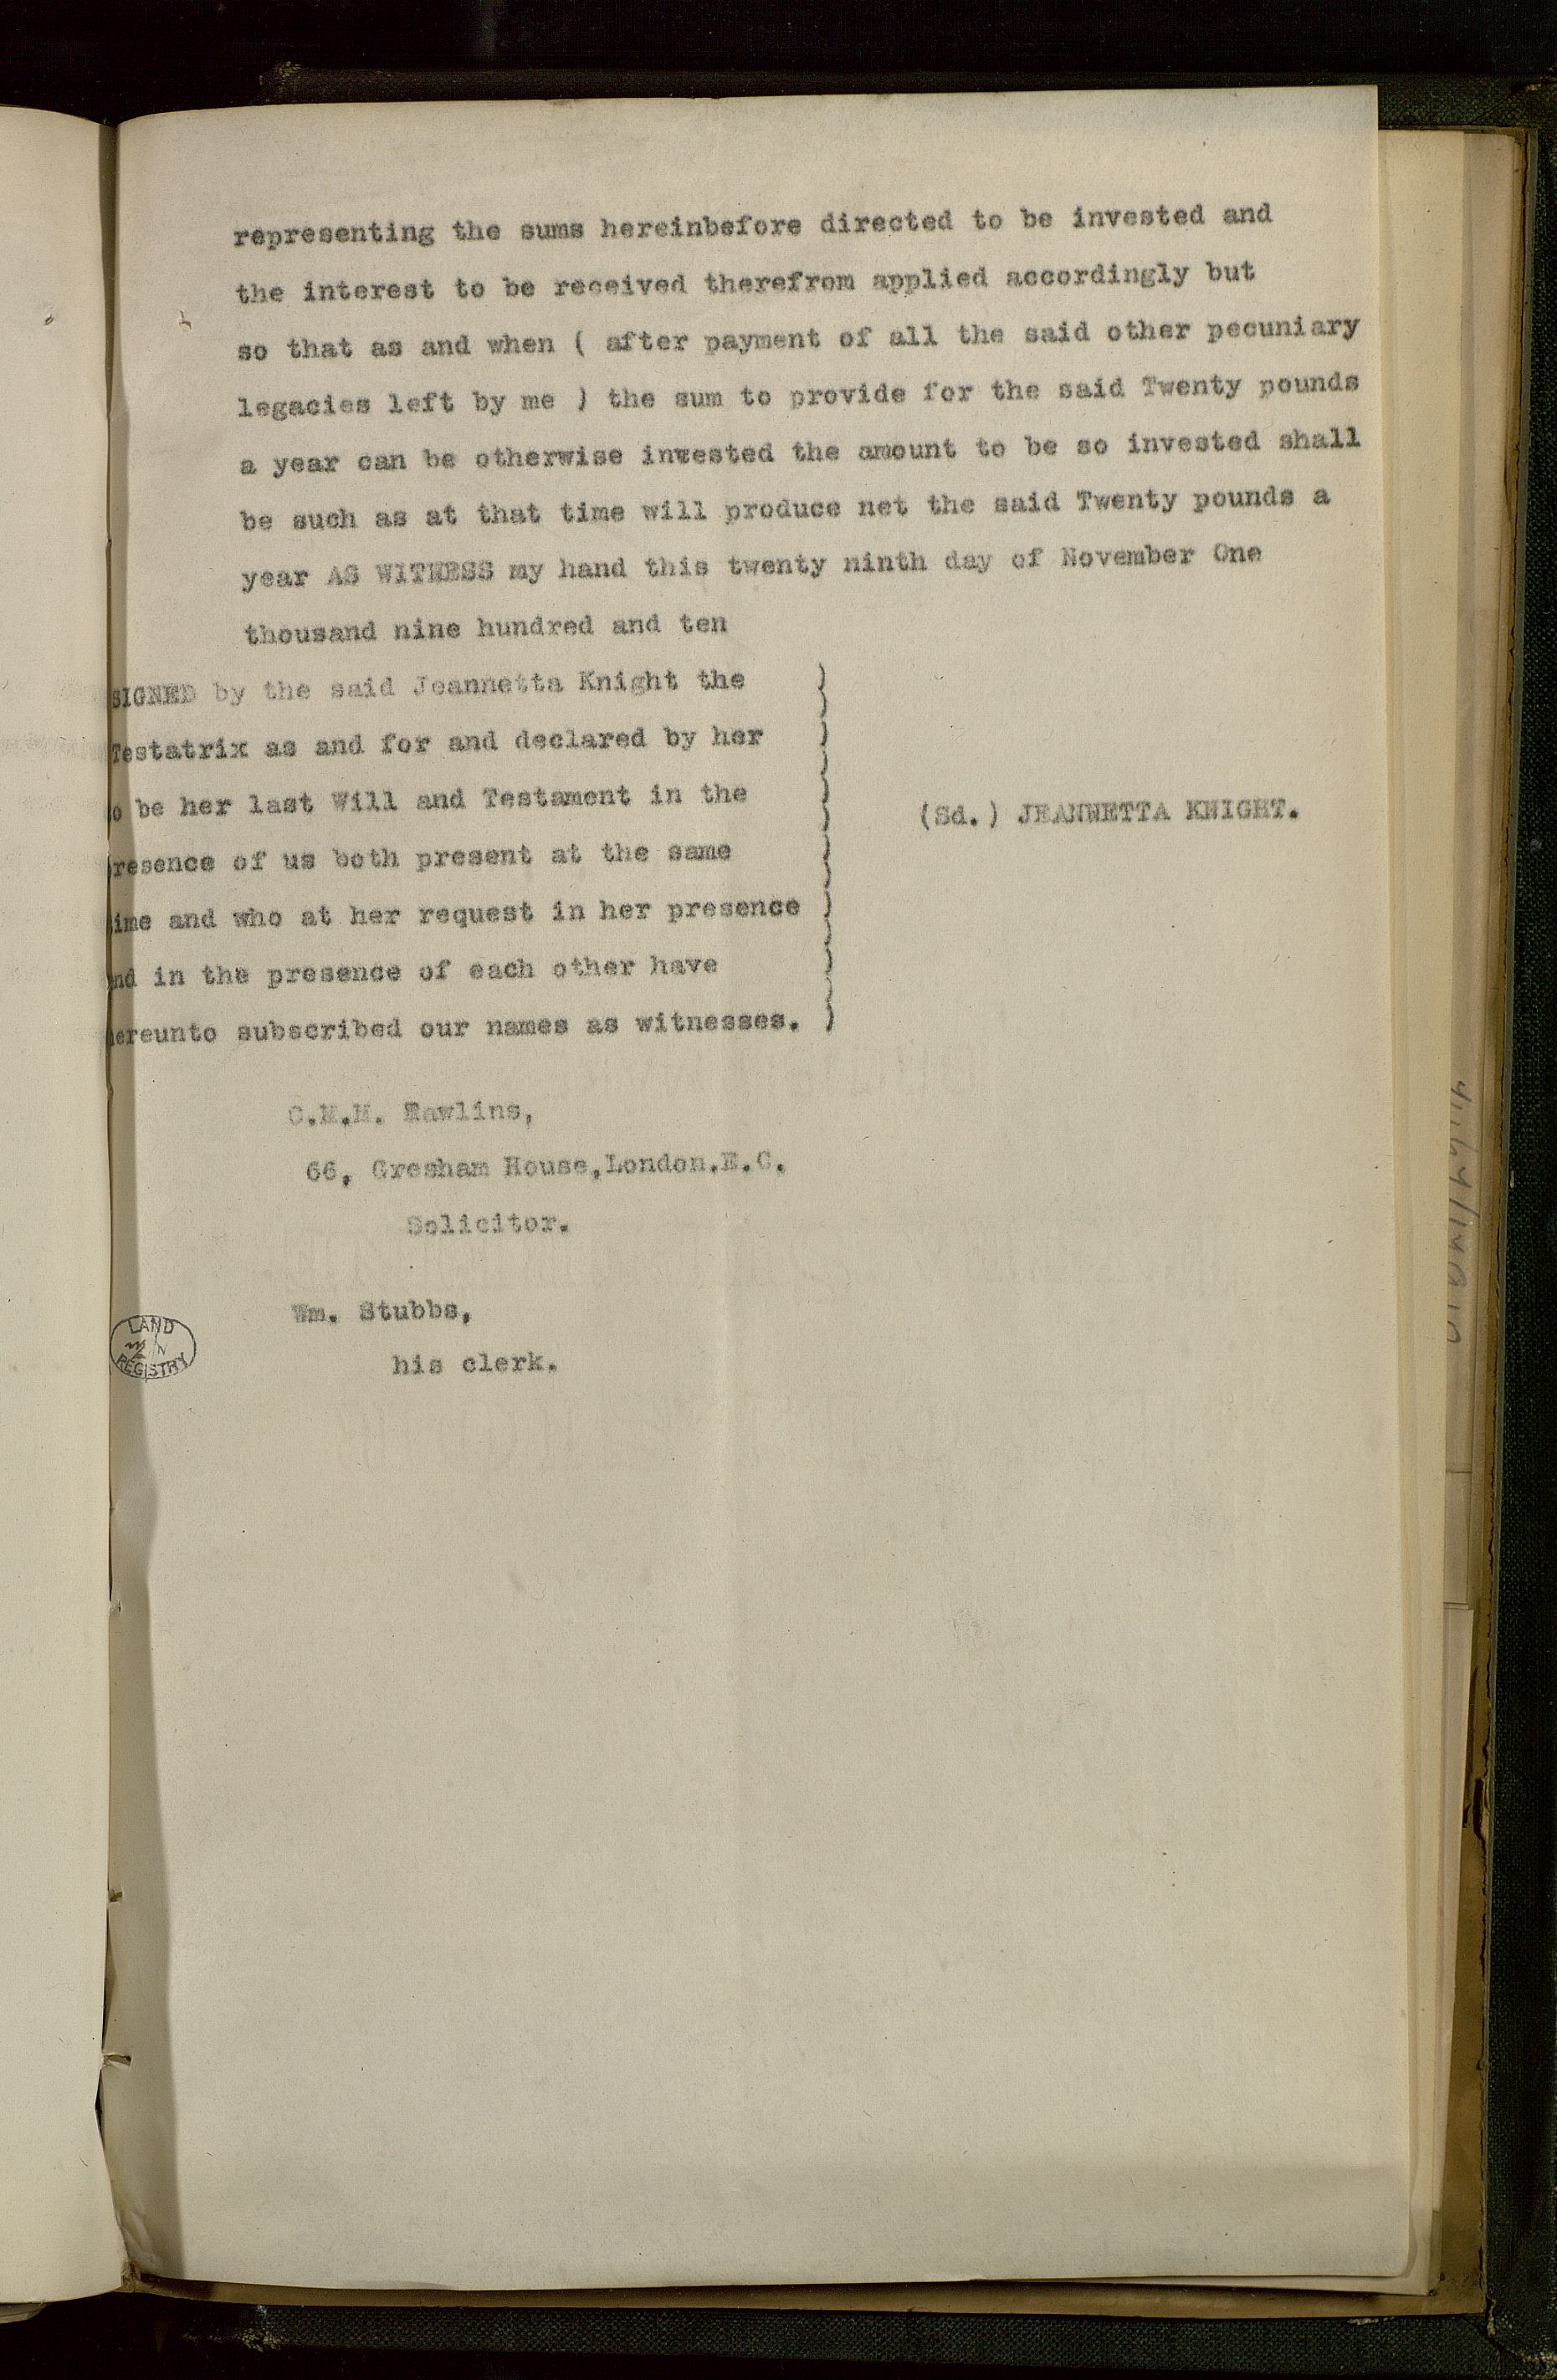 representing the sums hereinbefore directed to be invested and
the interest to be received therefrom applied accordingly but
so that as and when ( after payment of all the said other pecuniary
legacies left by me ) the sum to provide for the said Twenty pounds
a year can be otherwise invested the amount to be so invested shall
be such as at that time will produce net the said Twenty pounds a
year AS WITNESS my hand this twenty ninth day of November One
thousand nine hundred and ten
SIGNED by the said Jeannetta Knight the
Testatrix as and for and declared by her
o be her last Will and Testament in the
resence of us both present at the same
ime and who at her request in her presence
nd in the presence of each other have
ereunto subscribed our names as witnesses.
(Sd.) JEANNETTA KNIGHT.
C.M.M. Rawlins,
66, Gresham House,London.E.C.
Solicitor.
Wm. Stubbs,
his clerk.
LAND
REGISTRY